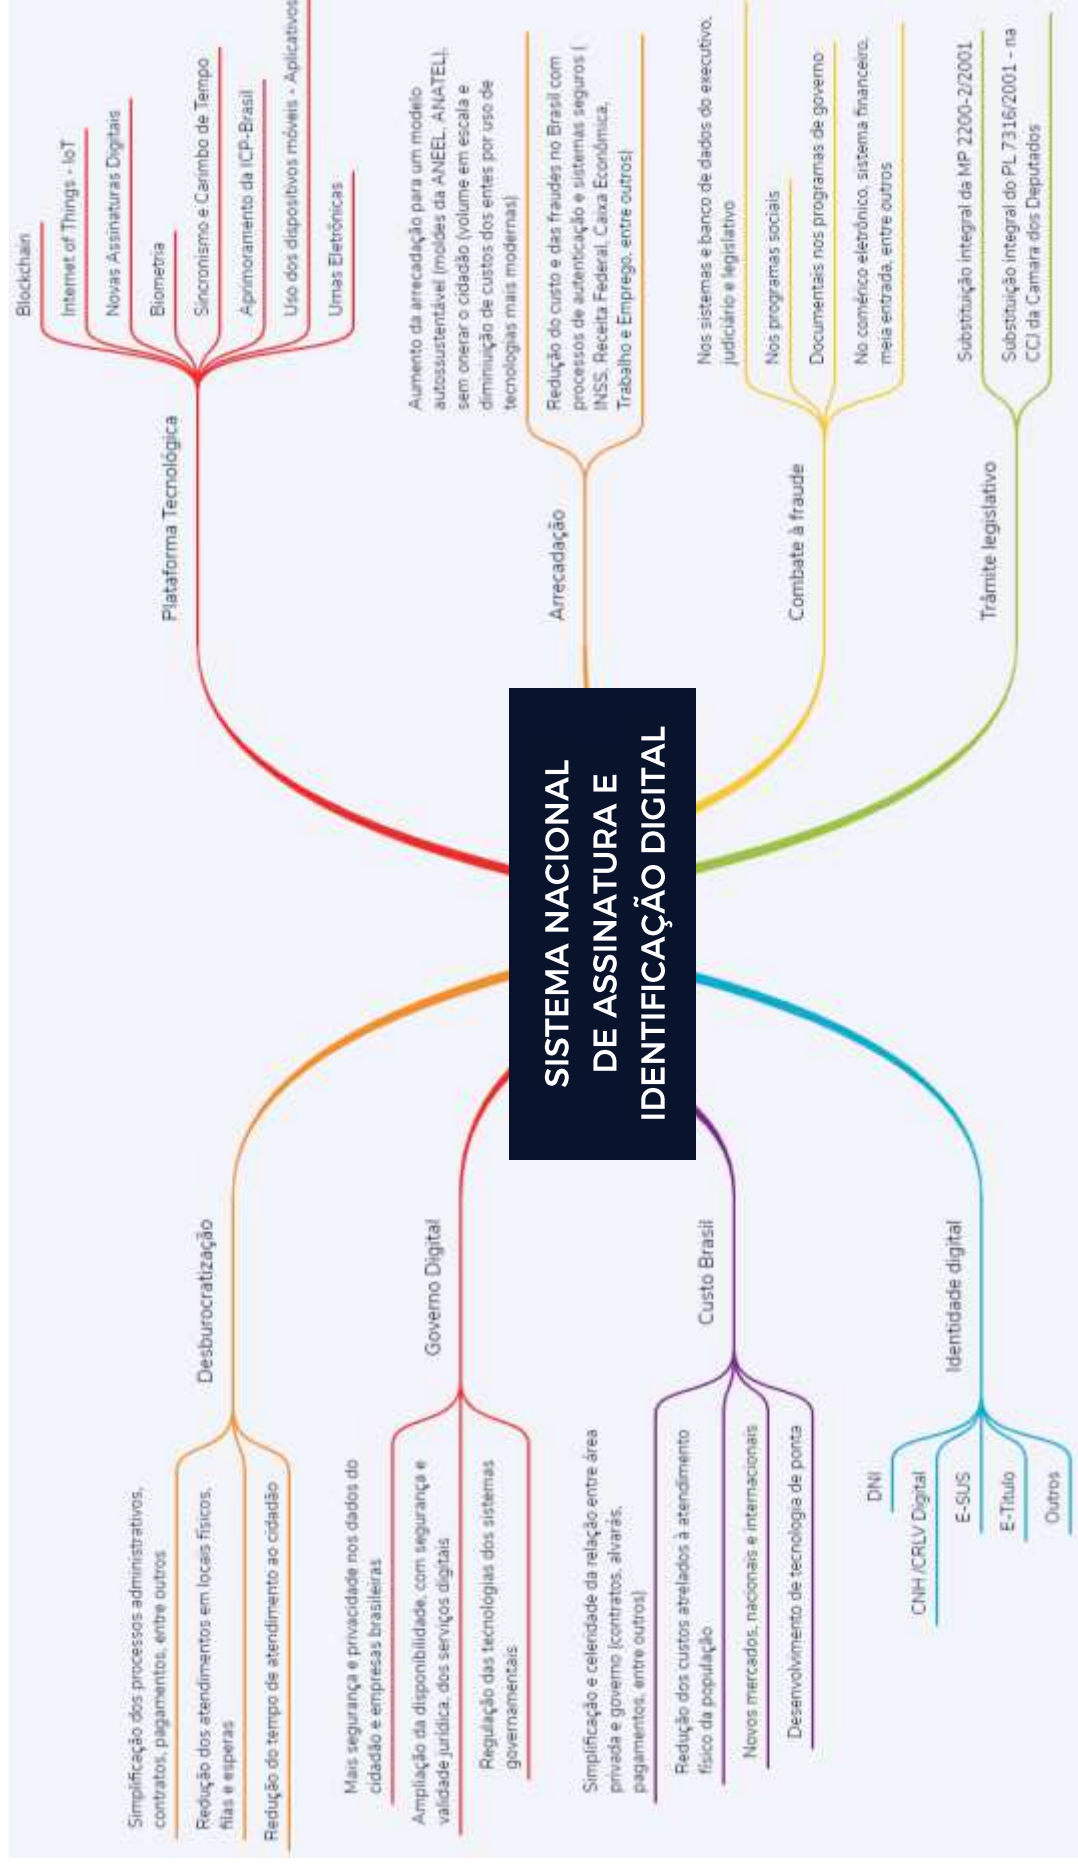 SISTEMA NACIONAL
DE ASSINATURA E
IDENTIFICAÇÃO DIGITAL
Desburocratização
Simplificação dos processos administrativos,
contratos, pagamentos, entre outros
Redução dos atendimentos em locais físicos,
filas e esperas
Redução do tempo de atendimento ao cidadão
Governo Digital
Mais segurança e privacidade nos dados do
cidadão e empresas brasileiras
Ampliação da disponibilidade, com segurança e
validade jurídica, dos serviços digitais
Regulação das tecnologias dos sistemas
governamentais
Custo Brasil
Simplificação e celeridade da relação entre área
privada e governo (contratos, alvarás,
pagamentos, entre outros)
Redução dos custos atrelados à atendimento
físico da população
Novos mercados, nacionais e internacionais
Desenvolvimento de tecnologia de ponta
Identidade digital
DNI
CNH /CRLV Digital
E-SUS
E-Título
Outros
Plataforma Tecnológica
Blockchain
Internet of Things - IoT
Novas Assinaturas Digitais
Biometria
Sincronismo e Carimbo de Tempo
Aprimoramento da ICP-Brasil
Uso dos dispositivos móveis - Aplicativos
Urnas Eletrônicas
Arrecadação
Aumento da arrecadação para um modelo
autossustentável (moldes da ANEEL, ANATEL),
sem onerar o cidadão (volume em escala e
diminuição de custos dos entes por uso de
tecnologias mais modernas)
Redução do custo e das fraudes no Brasil com
processos de autenticação e sistemas seguros (
INSS, Receita Federal, Caixa Econômica,
Trabalho e Emprego, entre outros)
Combate à fraude
Nos sistemas e banco de dados do executivo,
judiciário e legislativo
Nos programas sociais
Documentais nos programas de governo
No comérico eletrônico, sistema financeiro,
meia entrada, entre outros
Trâmite legislativo
Substituição integral da MP 2200-2/2001
Substituição integral do PL 7316/2001 - na
CCJ da Camara dos Deputados